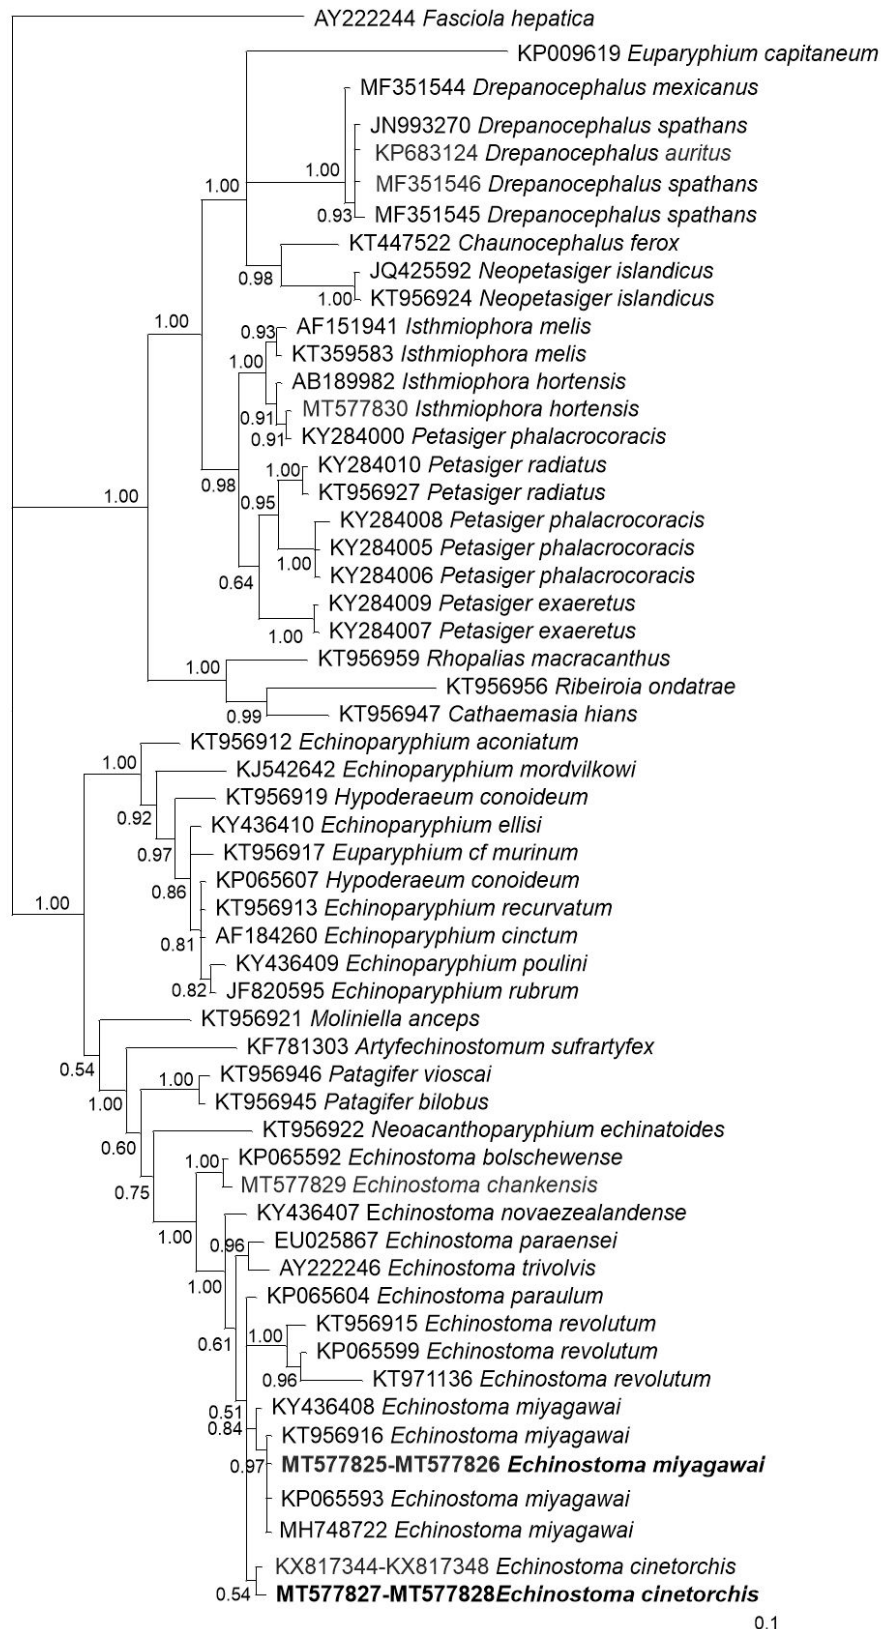 AY222244 Fasciola hepatica
KP009619 Euparyphium capitaneum
MF351544 Drepanocephalus mexicanus
JN993270 Drepanocephalus spathans
KP683124 Drepanocephalus auritus
1.00
1.00
MF351546 Drepanocephalus spathans
0.93
MF351545 Drepanocephalus spathans
KT447522 Chaunocephalus ferox
0.98
JQ425592 Neopetasiger islandicus
1.00
KT956924 Neopetasiger islandicus
1.00
0.93
AF151941 Isthmiophora melis
1.00
KT359583 Isthmiophora melis
AB189982 Isthmiophora hortensis
0.91
MT577830 Isthmiophora hortensis
0.91
KY284000 Petasiger phalacrocoracis
1.00
KY284010 Petasiger radiatus
0.98
1.00
0.95
KT956927 Petasiger radiatus
KY284008 Petasiger phalacrocoracis
KY284005 Petasiger phalacrocoracis
1.00
0.64
KY284006 Petasiger phalacrocoracis
KY284009 Petasiger exaeretus
1.00
KY284007 Petasiger exaeretus
1.00
KT956959 Rhopalias macracanthus
KT956956 Ribeiroia ondatrae
0.99
KT956947 Cathaemasia hians
KT956912 Echinoparyphium aconiatum
1.00
KJ542642 Echinoparyphium mordvilkowi
KT956919 Hypoderaeum conoideum
0.92
KY436410 Echinoparyphium ellisi
0.97
KT956917 Euparyphium cf murinum
0.86
KP065607 Hypoderaeum conoideum
1.00
KT956913 Echinoparyphium recurvatum
0.81
AF184260 Echinoparyphium cinctum
KY436409 Echinoparyphium poulini
0.82
JF820595 Echinoparyphium rubrum
KT956921 Moliniella anceps
0.54
KF781303 Artyfechinostomum sufrartyfex
1.00
1.00
KT956946 Patagifer vioscai
KT956945 Patagifer bilobus
0.60
KT956922 Neoacanthoparyphium echinatoides
1.00
KP065592 Echinostoma bolschewense
0.75
MT577829 Echinostoma chankensis
1.00
KY436407 Echinostoma novaezealandense
0.96
EU025867 Echinostoma paraensei
1.00
AY222246 Echinostoma trivolvis
KP065604 Echinostoma paraulum
0.61
1.00
KT956915 Echinostoma revolutum
KP065599 Echinostoma revolutum
0.96
KT971136 Echinostoma revolutum
0.51
KY436408 Echinostoma miyagawai
0.84
KT956916 Echinostoma miyagawai
0.97
MT577825-MT577826 Echinostoma miyagawai
KP065593 Echinostoma miyagawai
MH748722 Echinostoma miyagawai
KX817344-KX817348 Echinostoma cinetorchis
0.54
MT577827-MT577828Echinostoma cinetorchis
0.1